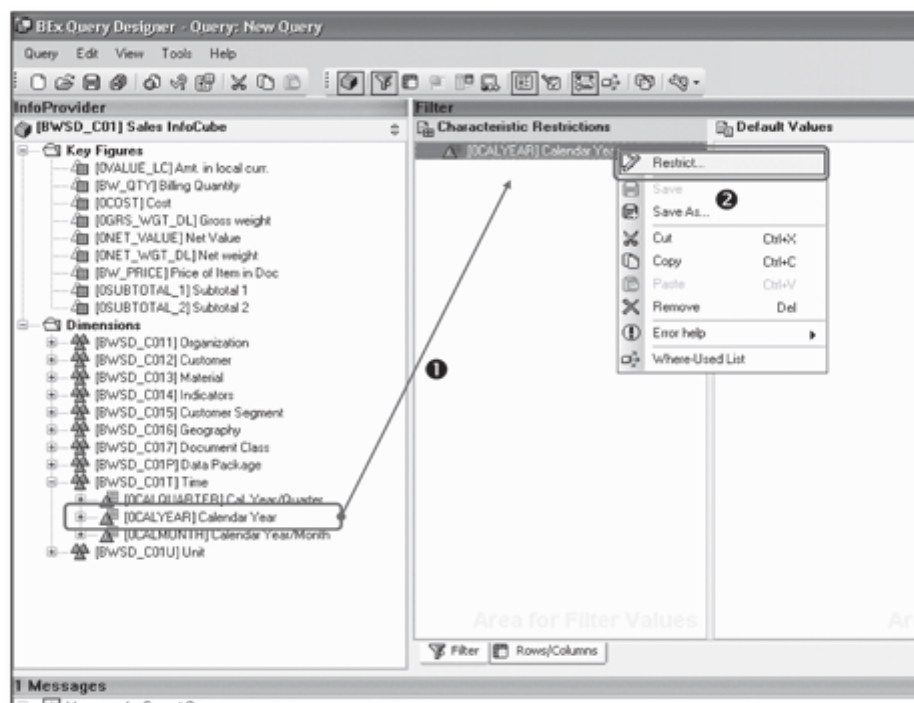 BEx Query Designer - Query: New Query
Query Edit View Tools Help
InfoProvider
[BWSD_C01] Sales InfoCube
Key Figures
[0VALUE_LC] Amt. in local curr.
[BW_QTY] Billing Quantity
[0COST] Cost
[0GRS_WGT_DL] Gross weight
[0NET_VALUE] Net Value
[0NET_WGT_DL] Net weight
[BW_PRICE] Price of Item in Doc
[0SUBTOTAL_1] Subtotal 1
[0SUBTOTAL_2] Subtotal 2
Dimensions
[BWSD_C011] Organization
[BWSD_C012] Customer
[BWSD_C013] Material
[BWSD_C014] Indicators
[BWSD_C015] Customer Segment
[BWSD_C016] Geography
[BWSD_C017] Document Class
[BWSD_C01P] Data Package
[BWSD_C01T] Time
[0CALQUARTER] Cal. Year/Quarter
[0CALYEAR] Calendar Year
[0CALMONTH] Calendar Year/Month
[BWSD_C01U] Unit
❶
Filter
Characteristic Restrictions
[0CALYEAR] Calendar Yea
Restrict...
Save
❷
Save As...
Cut Ctrl+X
Copy Ctrl+C
Paste Ctrl+V
Remove Del
Error help
Where-Used List
Default Values
Area for Filter Values
Ar
Filter Rows/Columns
1 Messages